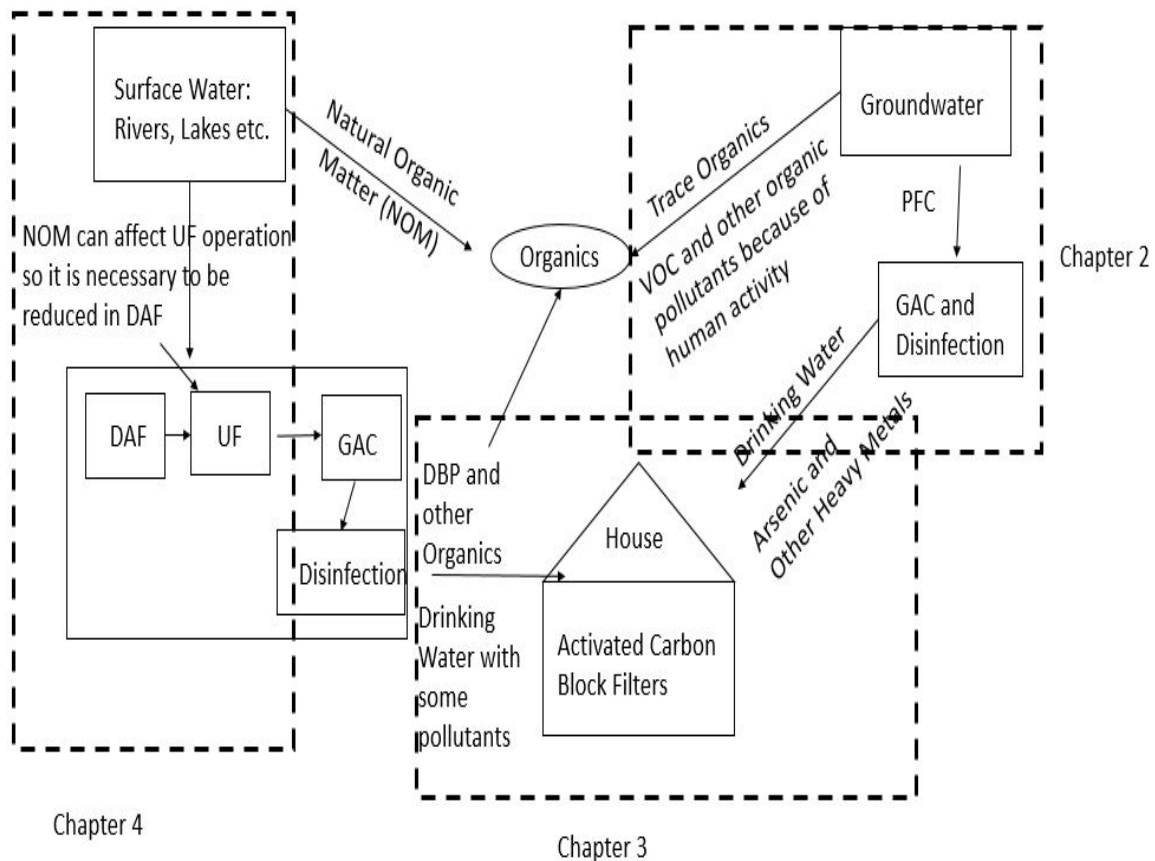 Surface Water:
Rivers, Lakes etc.
Natural Organic
Matter (NOM)
Groundwater
Trace Organics
VOC and other organic
pollutants because of
human activity
PFC
Chapter 2
Organics
NOM can affect UF operation
so it is necessary to be
reduced in DAF
GAC and
Disinfection
DAF
UF
GAC
Disinfection
Drinking Water
Arsenic and
Other Heavy Metals
DBP and
other
Organics
House
Drinking
Water with
some
pollutants
Activated Carbon
Block Filters
Chapter 4
Chapter 3